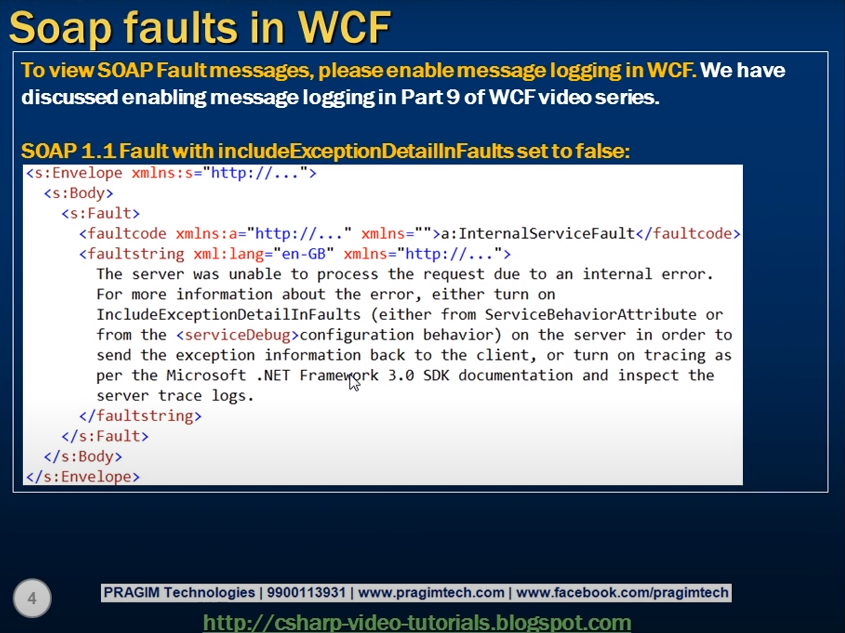 Soap faults in WCF
To view SOAP Fault messages, please enable message logging in WCF. We have
discussed enabling message logging in Part 9 of WCF video series.
SOAP 1.1 Fault with includeExceptionDetailInFaults set to false:
<s:Envelope xmlns:s="http://...">
<s:Body>
<s:Fault>
<faultcode xmlns:a="http://..." xmlns="">a:InternalServiceFault</faultcode>
<faultstring xml:lang="en-GB" xmlns="http://...">
The server was unable to process the request due to an internal error.
For more information about the error, either turn on
IncludeExceptionDetailInFaults (either from ServiceBehaviorAttribute or
from the <serviceDebug>configuration behavior) on the server in order to
send the exception information back to the client, or turn on tracing as
per the Microsoft .NET Framework 3.0 SDK documentation and inspect the
server trace logs.
</faultstring>
</s:Fault>
</s:Body>
</s:Envelope>
4
PRAGIM Technologies | 9900113931 | www.pragimtech.com | www.facebook.com/pragimtech
http://csharp-video-tutorials.blogspot.com